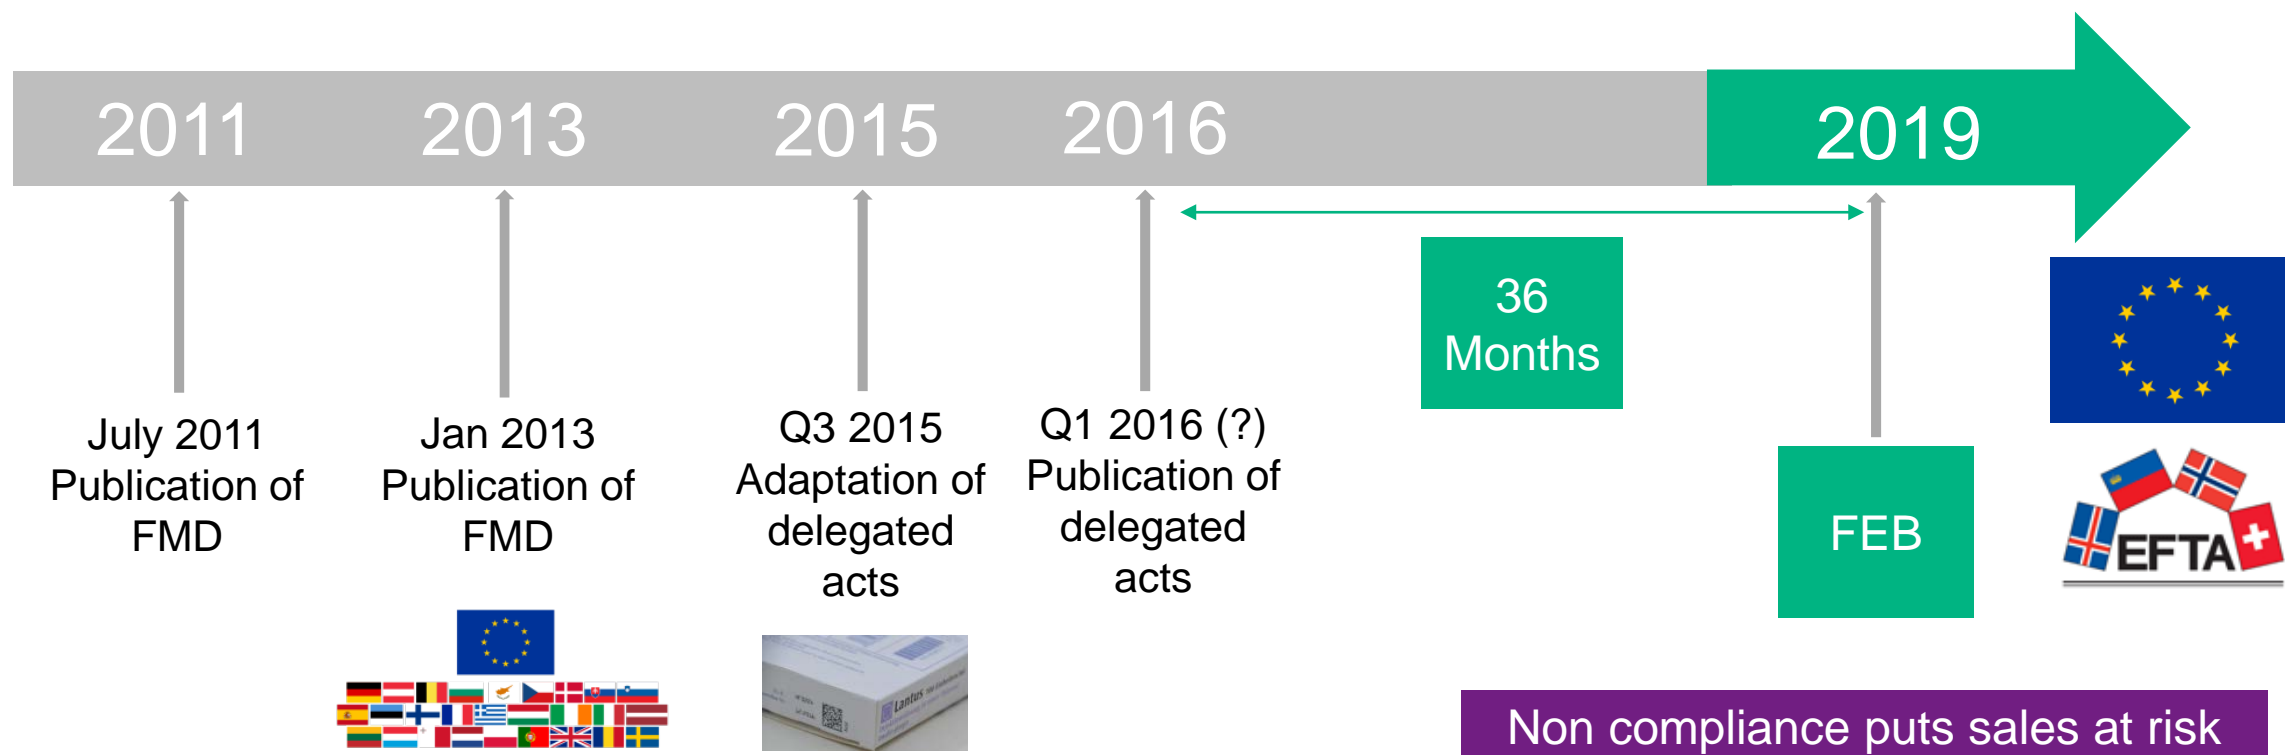 2011
2013
2015
2016
2019
36
Months
July 2011
Publication of
FMD
Jan 2013
Publication of
FMD
Q3 2015
Adaptation of
delegated
acts
Q1 2016 (?)
Publication of
delegated
acts
FEB
EFTA
Lantus
Non compliance puts sales at risk